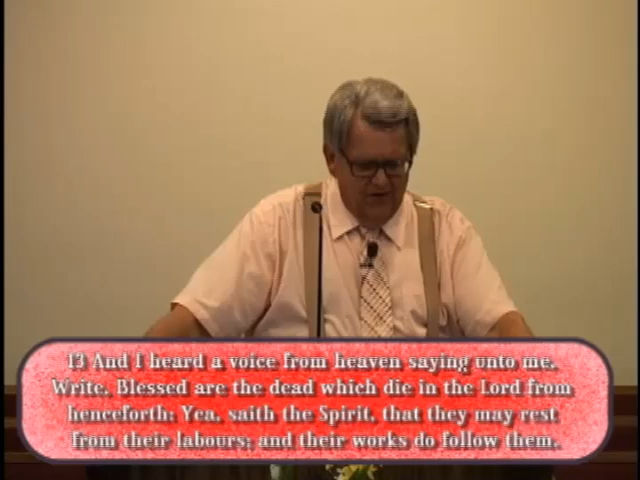 13 And I heard a voice from heaven saying unto me,
Write, Blessed are the dead which die in the Lord from
henceforth: Yea, saith the Spirit, that they may rest
from their labours; and their works do follow them.